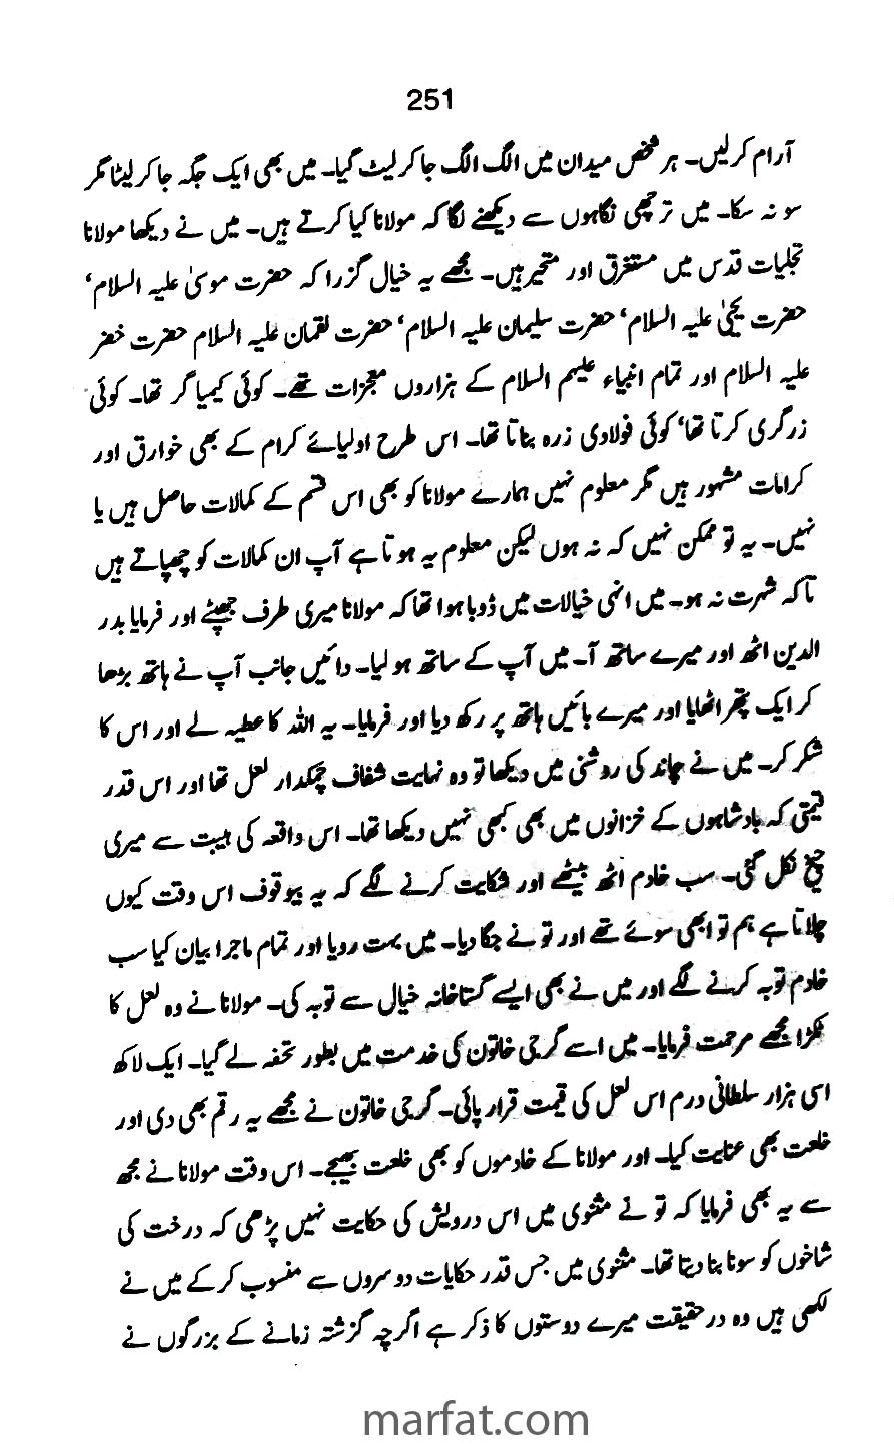 251
آرام کر لیں۔ ہر شخص میدان میں الگ الگ جا کر لیٹ گیا۔ میں بھی ایک جگہ جا کر لیٹا مگر
سو نہ سکا۔ میں ترچھی نگاہوں سے دیکھنے لگا کہ مولانا کیا کرتے ہیں۔ میں نے دیکھا مولانا
تجلیات قدس میں مستغرق اور متحیر ہیں۔ مجھے یہ خیال گزرا کہ حضرت موسیٰ علیہ السلام‘
حضرت یحییٰ علیہ السلام‘ حضرت سلیمان علیہ السلام‘ حضرت لقمان علیہ السلام حضرت خضر
علیہ السلام اور تمام انبیاء علیہم السلام کے ہزاروں معجزات تھے۔ کوئی کیمیا گر تھا۔ کوئی
زرگری کرتا تھا‘ کوئی فولادی زرہ بناتا تھا۔ اس طرح اولیائے کرام کے بھی خوارق اور
کرامات مشہور ہیں مگر معلوم نہیں ہمارے مولانا کو بھی اس قسم کے کمالات حاصل ہیں یا
نہیں۔ یہ تو ممکن نہیں کہ نہ ہوں لیکن معلوم یہ ہوتا ہے آپ ان کمالات کو چھپاتے ہیں
تاکہ شہرت نہ ہو۔ میں انہی خیالات میں ڈوبا ہوا تھا کہ مولانا میری طرف جھپٹے اور فرمایا بدر
الدین اٹھ اور میرے ساتھ آ۔ میں آپ کے ساتھ ہو لیا۔ دائیں جانب آپ نے ہاتھ بڑھا
کر ایک پتھر اٹھایا اور میرے بائیں ہاتھ پر رکھ دیا اور فرمایا۔ یہ اللہ کا عطیہ لے اور اس کا
شکر کر۔ میں نے چاند کی روشنی میں دیکھا تو وہ نہایت شفاف چمکدار لعل تھا اور اس قدر
قیمتی کہ بادشاہوں کے خزانوں میں بھی کبھی نہیں دیکھا تھا۔ اس واقعہ کی ہیبت سے میری
چیخ نکل گئی۔ سب خادم اٹھ بیٹھے اور شکایت کرنے لگے کہ یہ بیوقوف اس وقت کیوں
چلاتا ہے ہم تو ابھی سوئے تھے اور تو نے جگا دیا۔ میں بہت رویا اور تمام ماجرا بیان کیا سب
خادم توبہ کرنے لگے اور میں نے بھی ایسے گستاخانہ خیال سے توبہ کی۔ مولانا نے وہ لعل کا
ٹکڑا مجھے مرحمت فرمایا۔ میں اسے گرجی خاتون کی خدمت میں بطور تحفہ لے گیا۔ ایک لاکھ
اسی ہزار سلطانی درم اس لعل کی قیمت قرار پائی۔ گرجی خاتون نے مجھے یہ رقم بھی دی اور
خلعت بھی عنایت کیا۔ اور مولانا کے خادموں کو بھی خلعت بھیجے۔ اس وقت مولانا نے مجھ
سے یہ بھی فرمایا کہ تو نے مثنوی میں اس درویش کی حکایت نہیں پڑھی کہ درخت کی
شاخوں کو سونا بنا دیتا تھا۔ مثنوی میں جس قدر حکایات دوسروں سے منسوب کر کے میں نے
لکھی ہیں وہ درحقیقت میرے دوستوں کا ذکر ہے اگرچہ گزشتہ زمانے کے بزرگوں نے
marfat.com